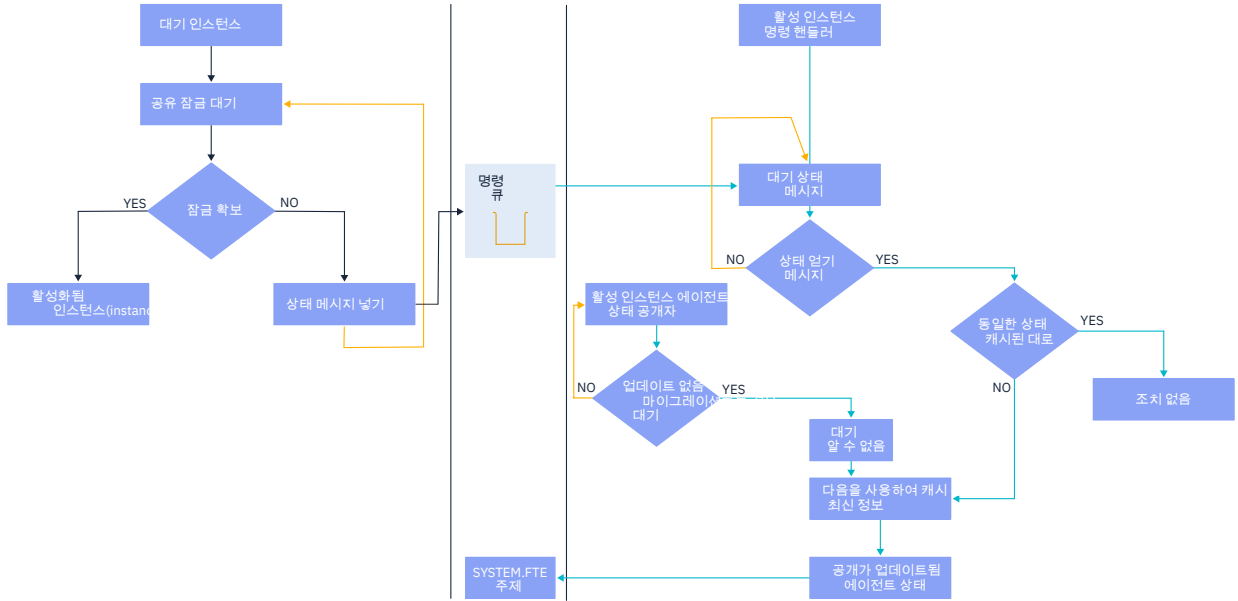 대기 인스턴스
공유 잠금 대기
잠금 확보
YES
NO
활성화됨
인스턴스(instanc
상태 메시지 넣기
명령
큐
SYSTEM.FTE
주제
활성 인스턴스
명령 핸들러
대기 상태
메시지
상태 얻기
메시지
NO
YES
활성 인스턴스 에이전트
상태 공개자
업데이트 없음
마이그레이션
대기
NO
YES
동일한 상태
캐시된 대로
YES
NO
조치 없음
대기
알 수 없음
다음을 사용하여 캐시
최신 정보
공개가 업데이트됨
에이전트 상태